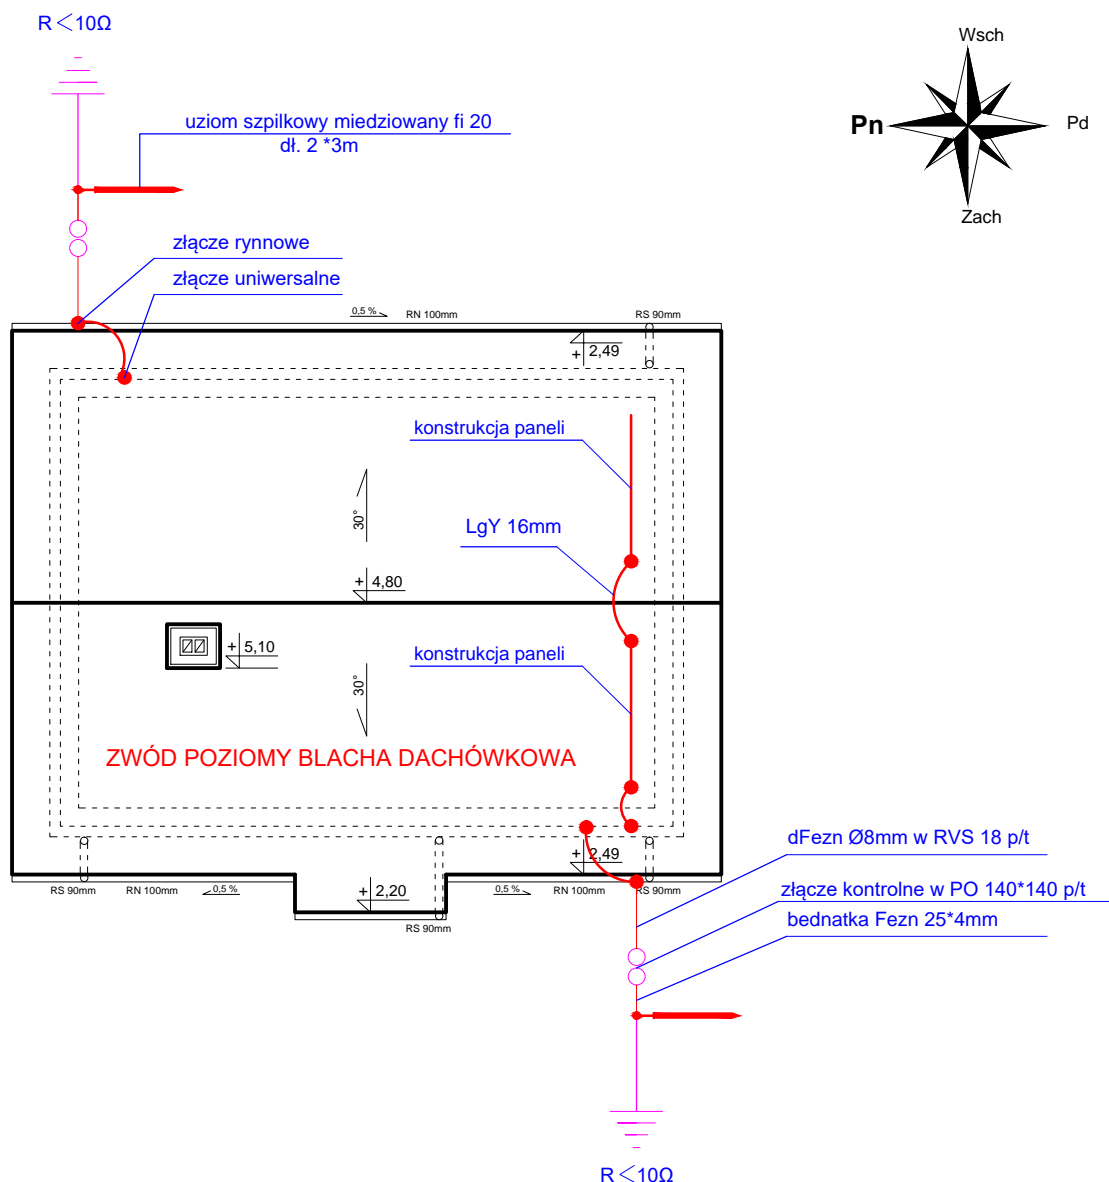 R＜10Ω
Wsch
Pn
Pd
Zach
uziom szpilkowy miedziowany fi 20
dł. 2 *3m
złącze rynnowe
złącze uniwersalne
0,5 %
RN 100mm
RS 90mm
+ 2,49
konstrukcja paneli
30°
LgY 16mm
+ 4,80
+ 5,10
konstrukcja paneli
30°
ZWÓD POZIOMY BLACHA DACHÓWKOWA
dFezn Ø8mm w RVS 18 p/t
+ 2,49
złącze kontrolne w PO 140*140 p/t
RS 90mm
RN 100mm
0,5 %
+ 2,20
0,5 %
RN 100mm
RS 90mm
bednatka Fezn 25*4mm
RS 90mm
R＜10Ω